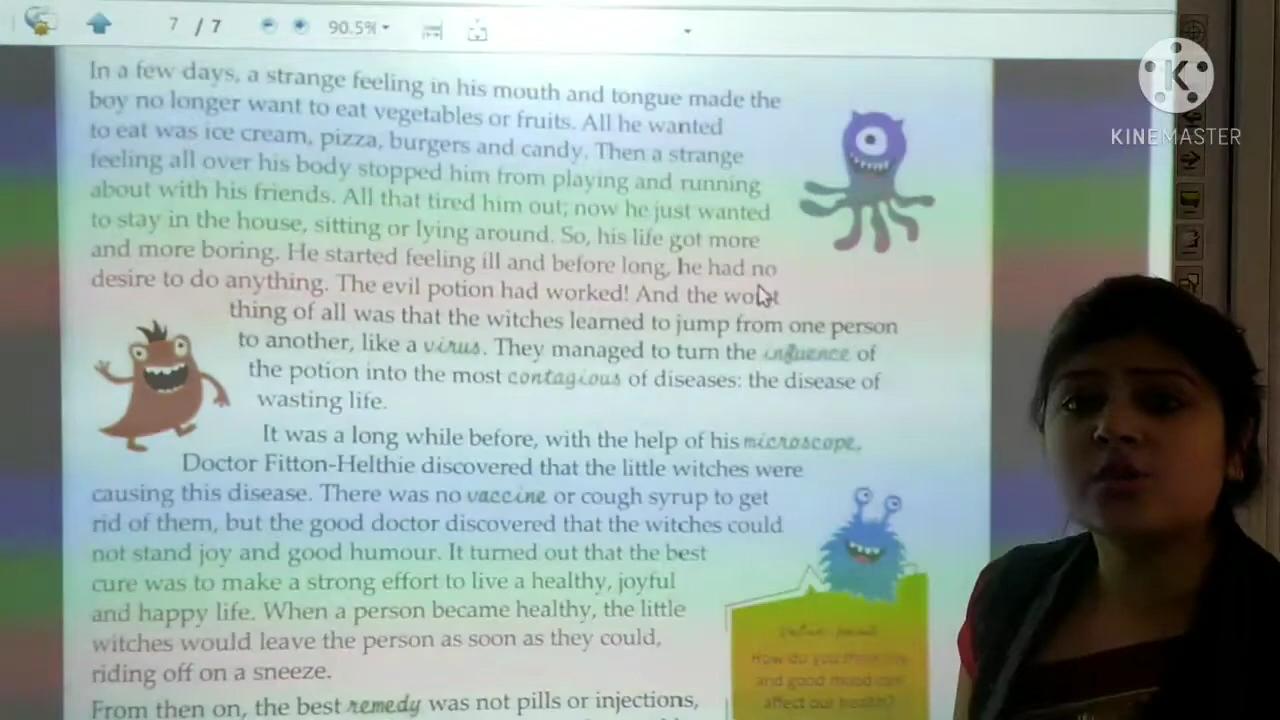 7 / 7
90.5%
KINEMASTER
In a few days, a strange feeling in his mouth and tongue made the
boy no longer want to eat vegetables or fruits. All he wanted
to eat was ice cream, pizza, burgers and candy. Then a strange
feeling all over his body stopped him from playing and running
about with his friends. All that tired him out; now he just wanted
to stay in the house, sitting or lying around. So, his life got more
and more boring. He started feeling ill and before long, he had no
desire to do anything. The evil potion had worked! And the worst
thing of all was that the witches learned to jump from one person
to another, like a virus. They managed to turn the influence of
the potion into the most contagious of diseases: the disease of
wasting life.
It was a long while before, with the help of his microscope,
Doctor Fitton-Helthie discovered that the little witches were
causing this disease. There was no vaccine or cough syrup to get
rid of them, but the good doctor discovered that the witches could
not stand joy and good humour. It turned out that the best
cure was to make a strong effort to live a healthy, joyful
and happy life. When a person became healthy, the little
witches would leave the person as soon as they could,
riding off on a sneeze.
From then on, the best remedy was not pills or injections,
How do you think
and good mood can
affect our health?